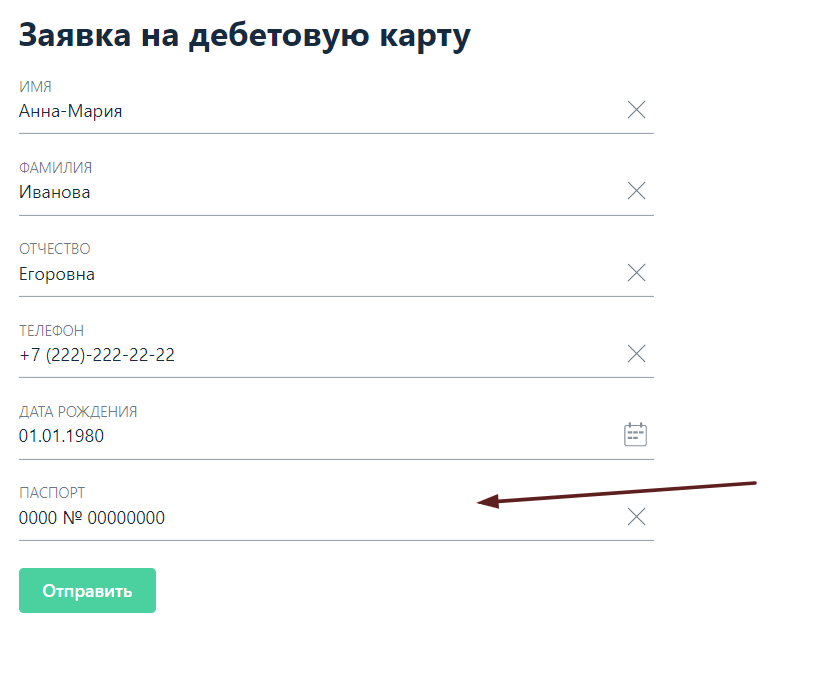 Заявка на дебетовую карту
ИМЯ
Анна-Мария
ФАМИЛИЯ
Иванова
ОТЧЕСТВО
Егоровна
ТЕЛЕФОН
+7 (222)-222-22-22
ДАТА РОЖДЕНИЯ
01.01.1980
ПАСПОРТ
0000 № 00000000
Отправить